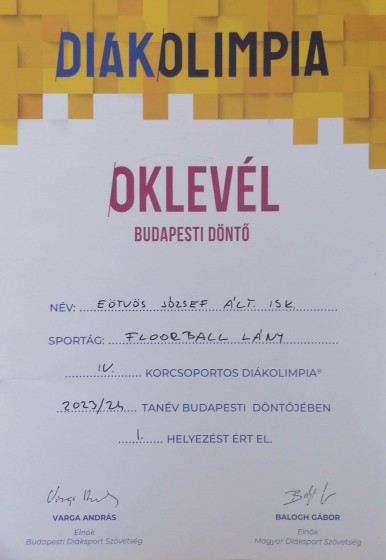 DIÁKOLIMPIA
OKLEVÉL
BUDAPESTI DÖNTŐ
NÉV: EÖTVÖS JÓZSEF ÁLT. ISK.
SPORTÁG: FLOORBALL LÁNY
IV. KORCSOPORTOS DIÁKOLIMPIA®
2023/24 TANÉV BUDAPESTI DÖNTŐJÉBEN
I. HELYEZÉST ÉRT EL.
VARGA ANDRÁS
Elnök
Budapesti Diáksport Szövetség
BALOGH GÁBOR
Elnök
Magyar Diáksport Szövetség